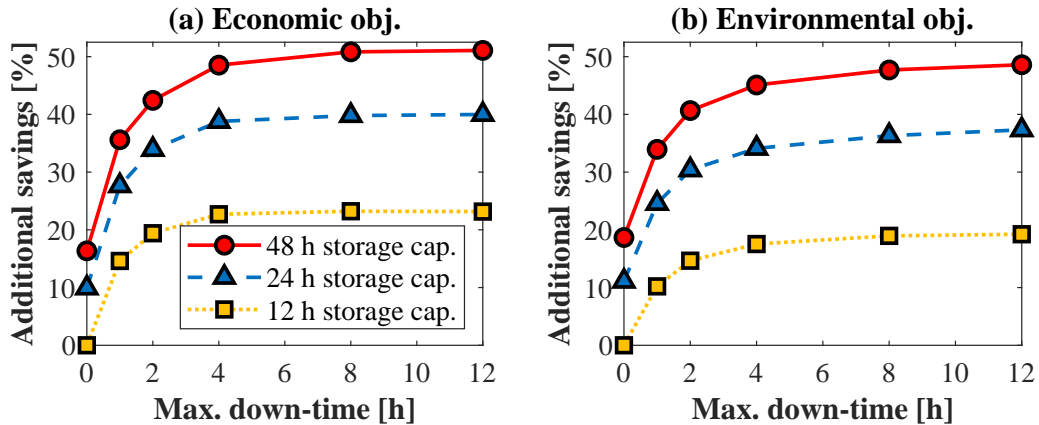 (a) Economic obj.
Additional savings [%]
50
40
30
20
10
0
48 h storage cap.
24 h storage cap.
12 h storage cap.
0 2 4 6 8 10 12
Max. down-time [h]
(b) Environmental obj.
Additional savings [%]
50
40
30
20
10
0
0 2 4 6 8 10 12
Max. down-time [h]